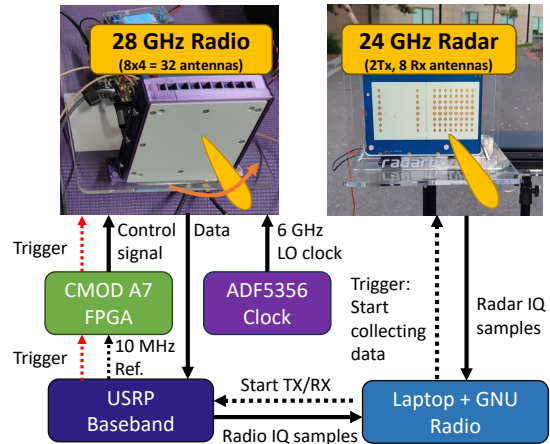 28 GHz Radio
(8x4 = 32 antennas)
24 GHz Radar
(2Tx, 8 Rx antennas)
Trigger
Control
signal
Data
6 GHz
LO clock
CMOD A7
FPGA
ADF5356
Clock
Trigger:
Start
collecting
data
Radar IQ
samples
Trigger
10 MHz
Ref.
USRP
Baseband
Start TX/RX
Radio IQ samples
Laptop + GNU
Radio